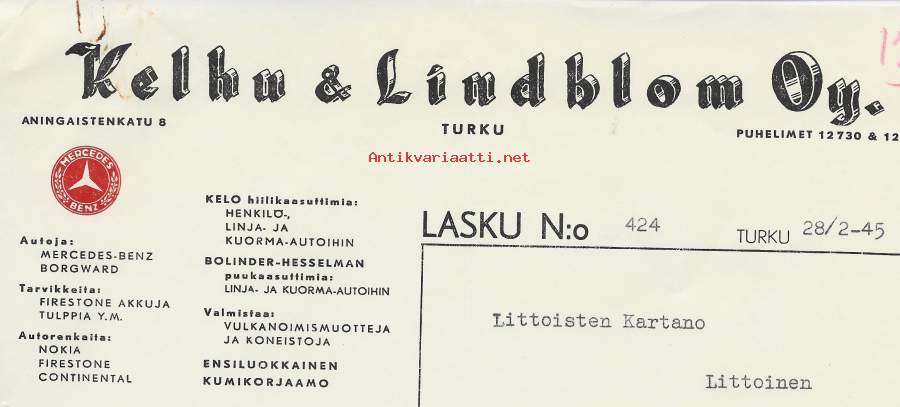 Kelhu & Lindblom Oy.
ANINGAISTENKATU 8
TURKU
PUHELIMET 12730 & 12
Antikvariaatti.net
MERCEDES
BENZ
Autoja:
MERCEDES-BENZ
BORGWARD
Tarvikkeita:
FIRESTONE AKKUJA
TULPPIA Y.M.
Autorenkaita:
NOKIA
FIRESTONE
CONTINENTAL
KELO hiilikaasuttimia:
HENKILÖ-,
LINJA- JA
KUORMA-AUTOIHIN
BOLINDER-HESSELMAN
puukaasuttimia:
LINJA- JA KUORMA-AUTOIHIN
Valmistaa:
VULKANOIMISMUOTTEJA
JA KONEISTOJA
ENSILUOKKAINEN
KUMIKORJAAMO
LASKU N:o 424
TURKU 28/2-45
Littoisten Kartano
Littoinen